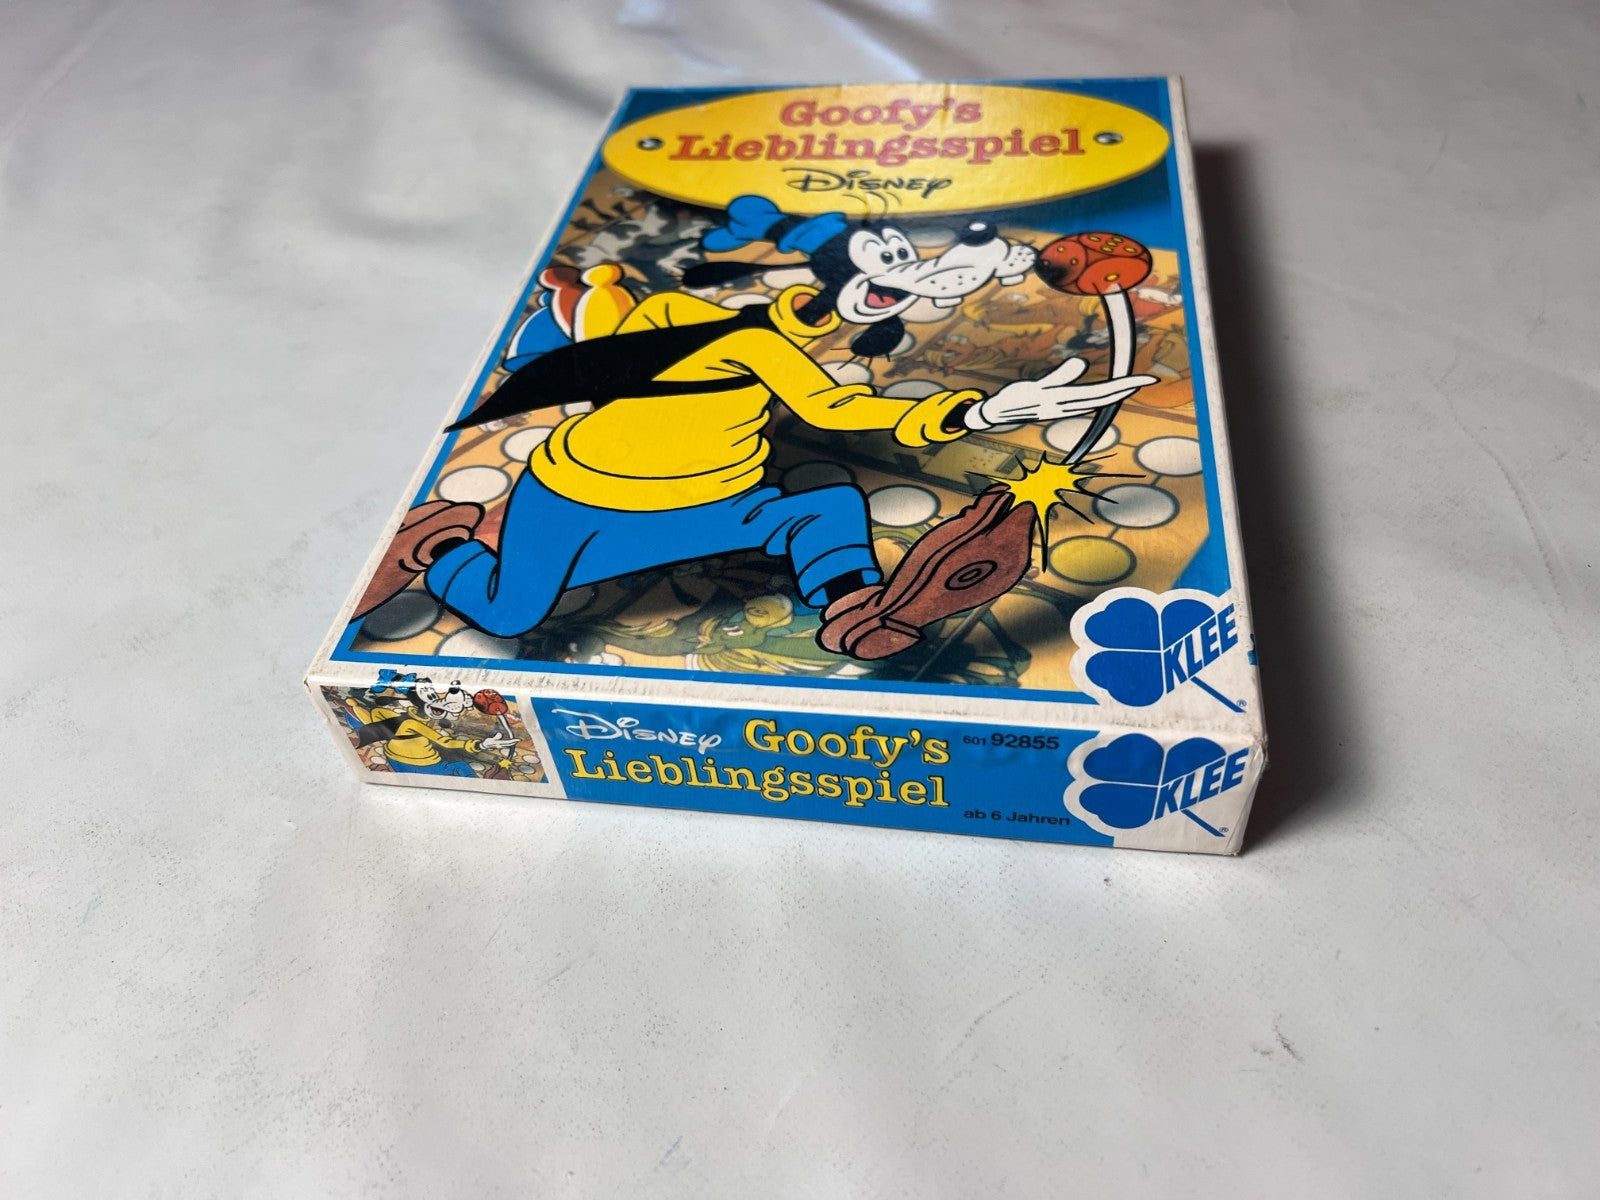 Goofy's
Lieblingsspiel
Disney
KLEE
®
Disney Goofy's
Lieblingsspiel
601 92855
ab 6 Jahren
KLEE
®